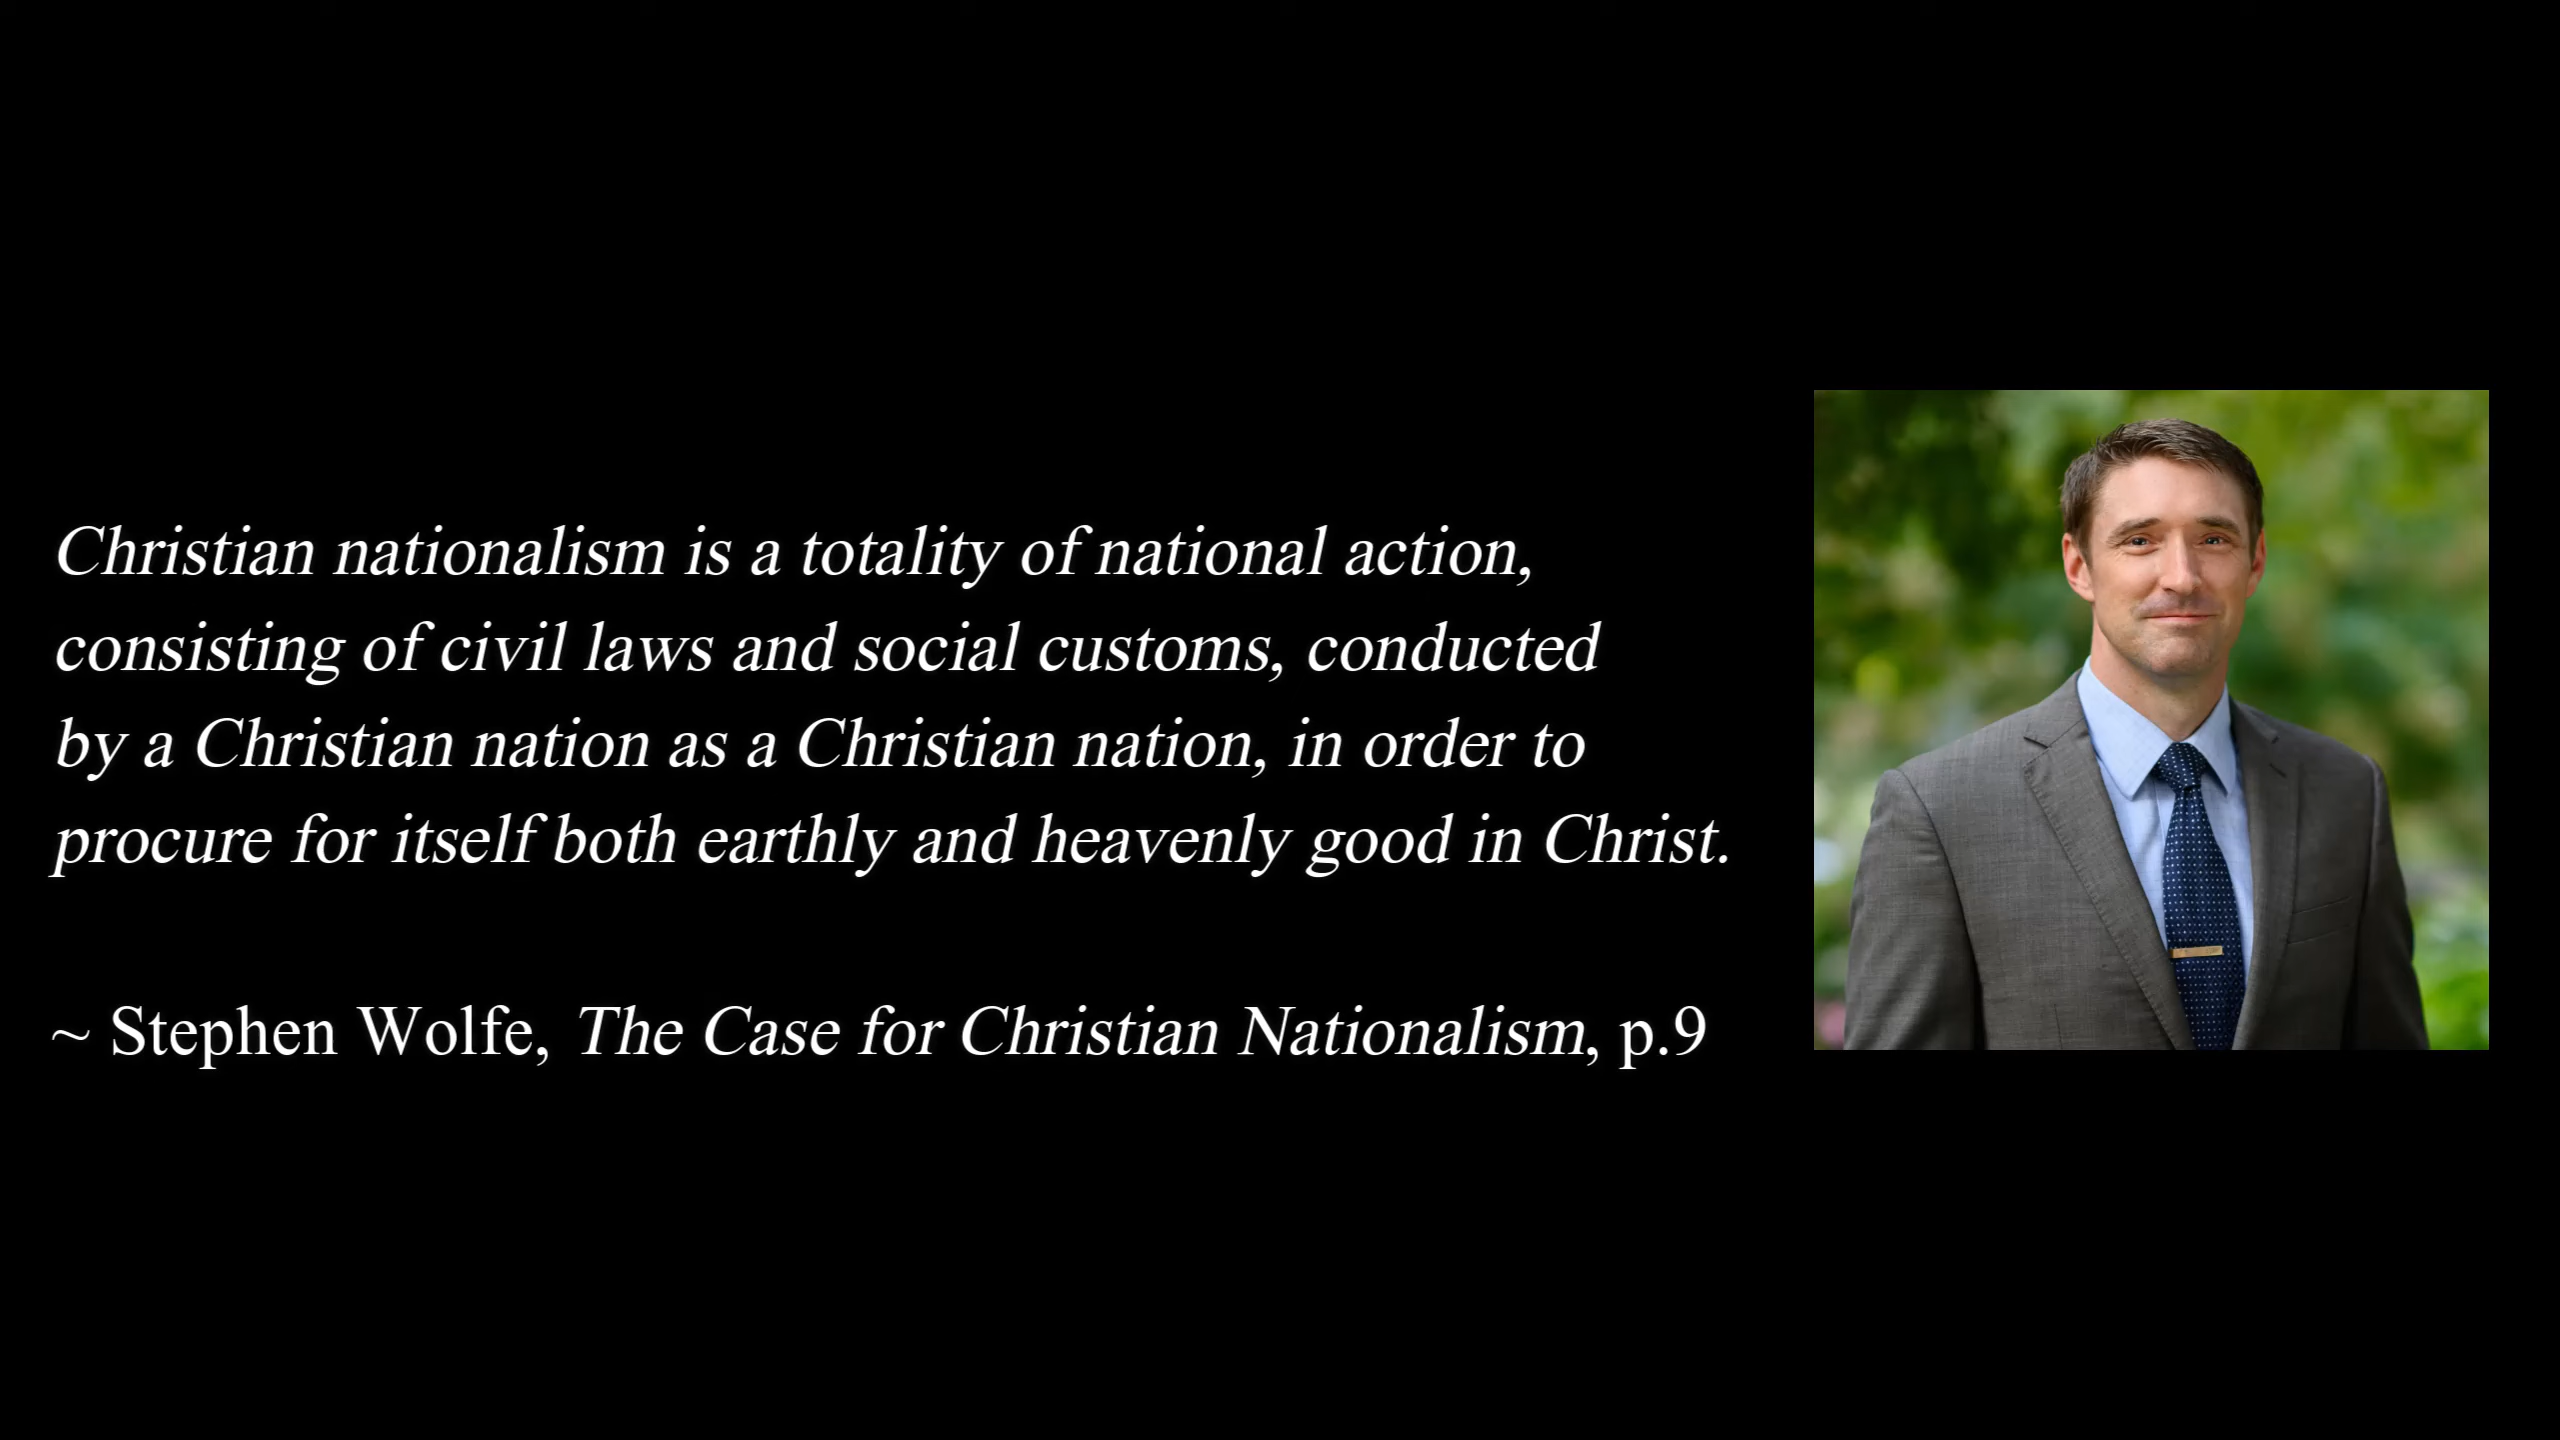 Christian nationalism is a totality of national action,
consisting of civil laws and social customs, conducted
by a Christian nation as a Christian nation, in order to
procure for itself both earthly and heavenly good in Christ.
~ Stephen Wolfe, The Case for Christian Nationalism, p.9